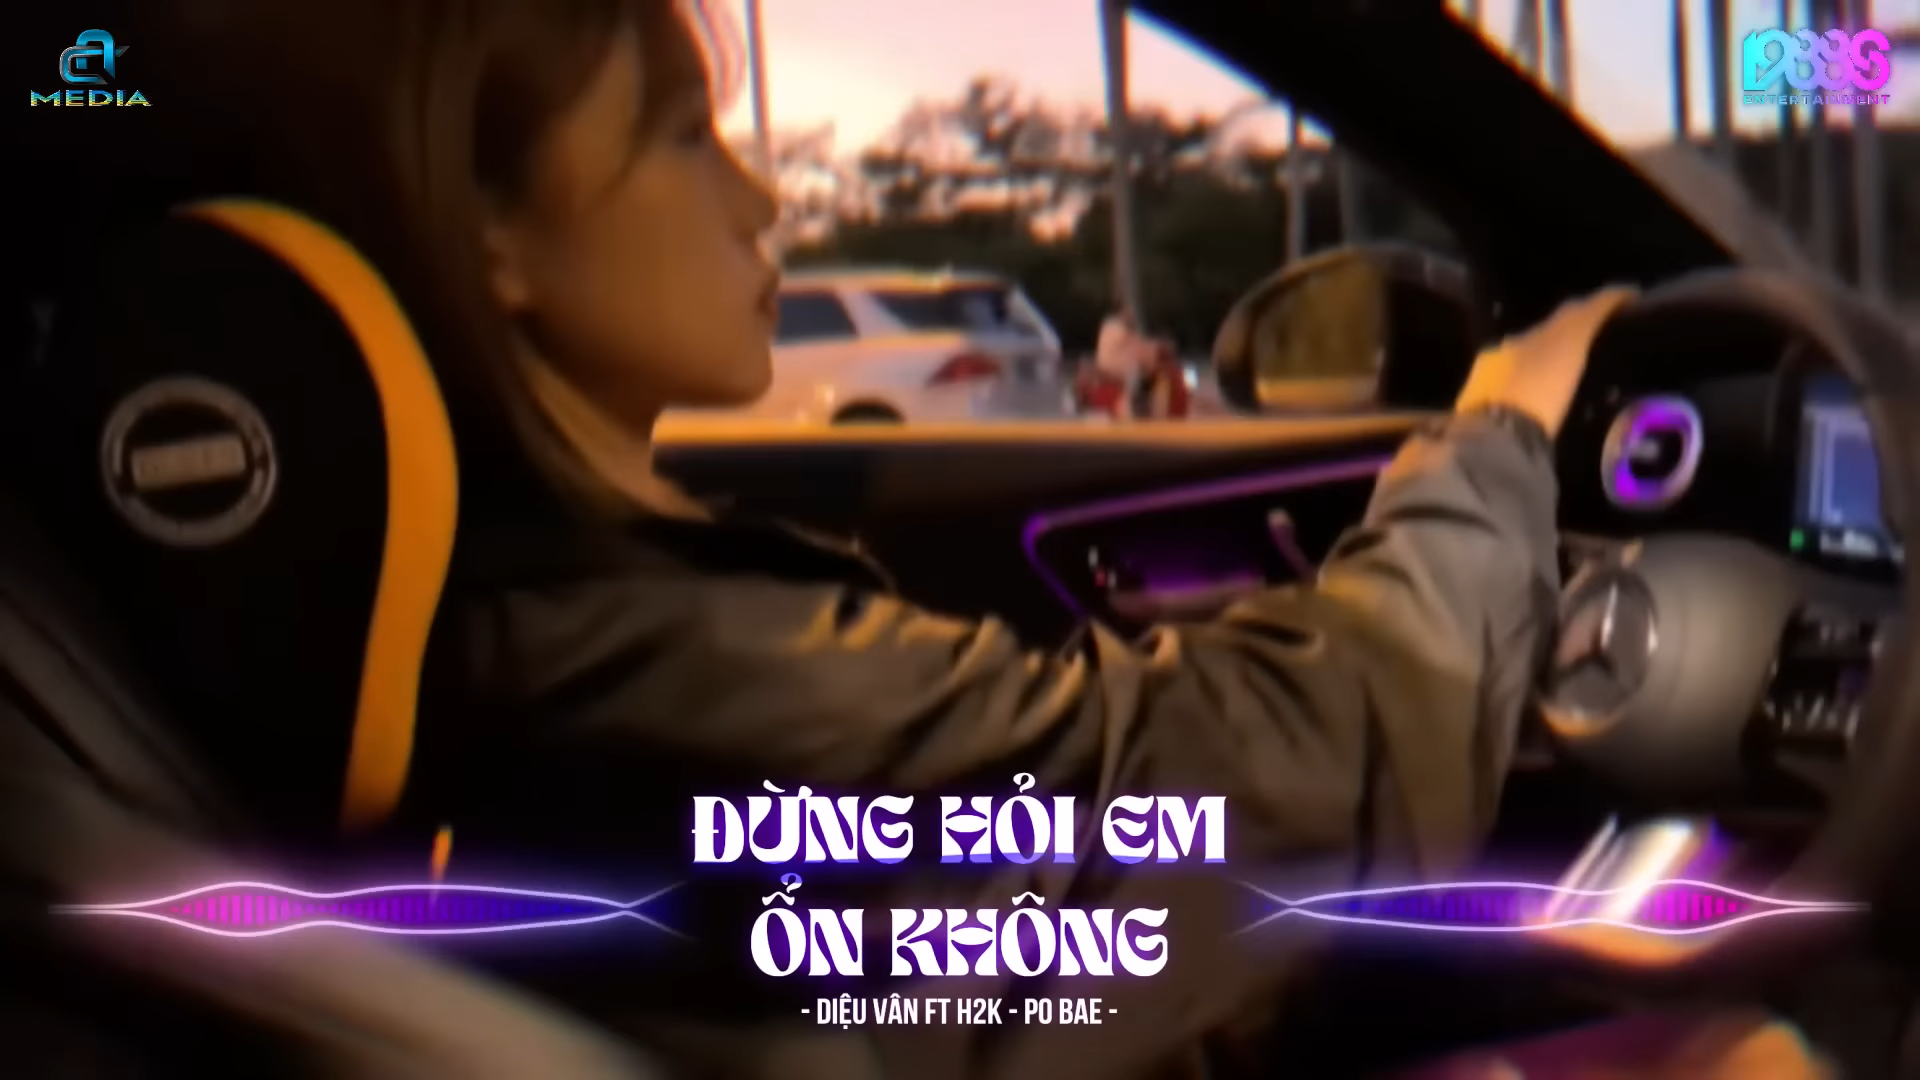 MEDIA
1988S
ENTERTAINMENT
ĐỪNG HỎI EM
ỔN KHÔNG
- DIỆU VÂN FT H2K - PO BAE -